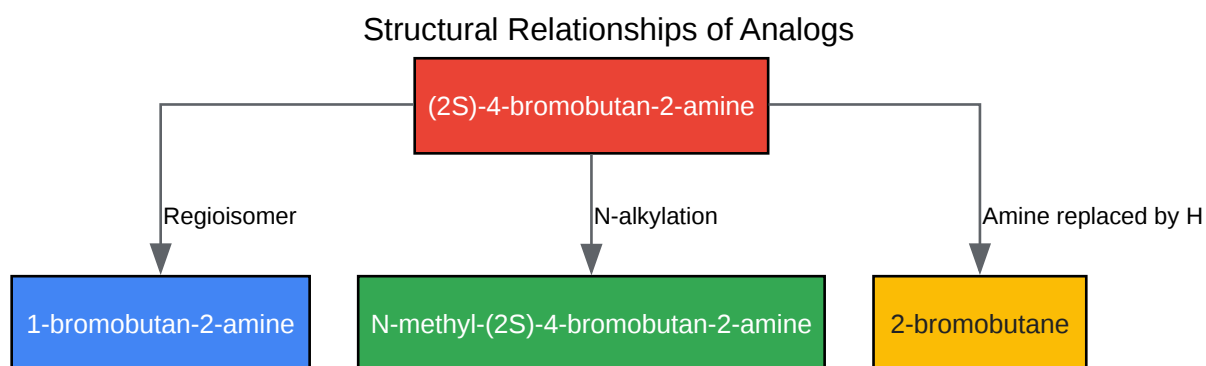 Structural Relationships of Analogs
(2S)-4-bromobutan-2-amine
Regioisomer
N-alkylation
Amine replaced by H
1-bromobutan-2-amine
N-methyl-(2S)-4-bromobutan-2-amine
2-bromobutane